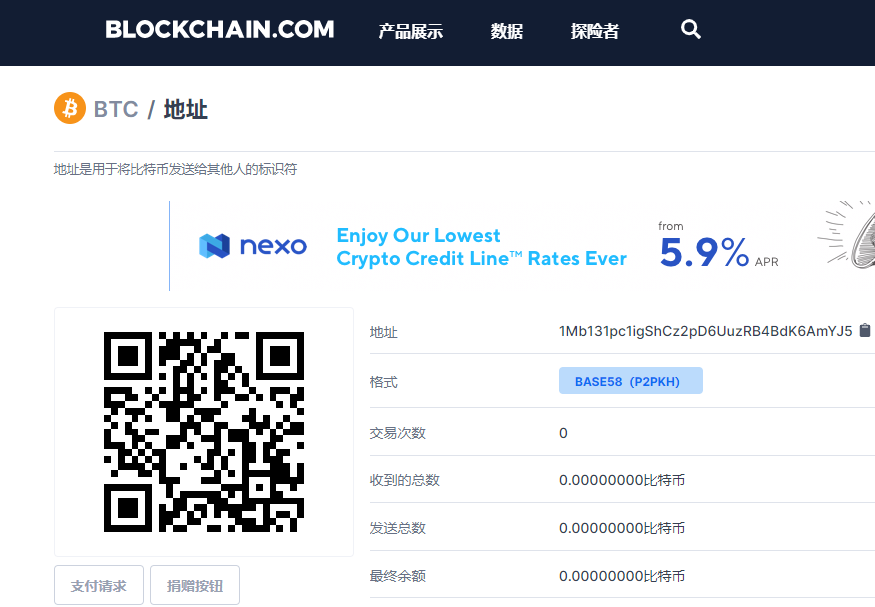 BLOCKCHAIN.COM 产品展示 数据 探险者
BTC / 地址
地址是用于将比特币发送给其他人的标识符
nexo
Enjoy Our Lowest
Crypto Credit Line™ Rates Ever
from
5.9% APR
地址 1Mb131pc1igShCz2pD6UuzRB4BdK6AmYJ5
格式 BASE58 (P2PKH)
交易次数 0
收到的总数 0.00000000比特币
发送总数 0.00000000比特币
最终余额 0.00000000比特币
支付请求 捐赠按钮